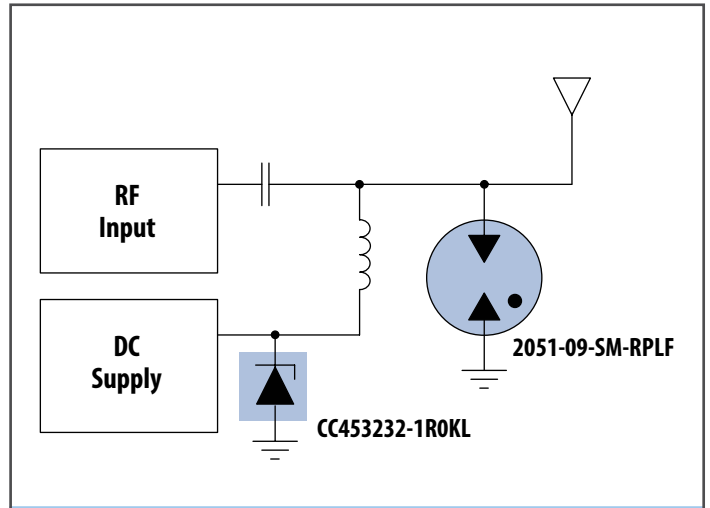 RF
Input
DC
Supply
2051-09-SM-RPLF
CC453232-1R0KL